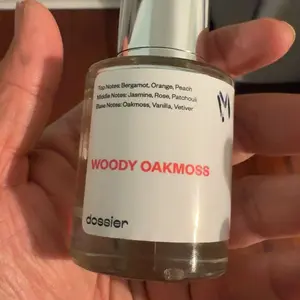 Top Notes: Bergamot, Orange, Peach
Middle Notes: Jasmine, Rose, Patchouli
Base Notes: Oakmoss, Vanilla, Vetiver
WOODY OAKMOSS
dossier